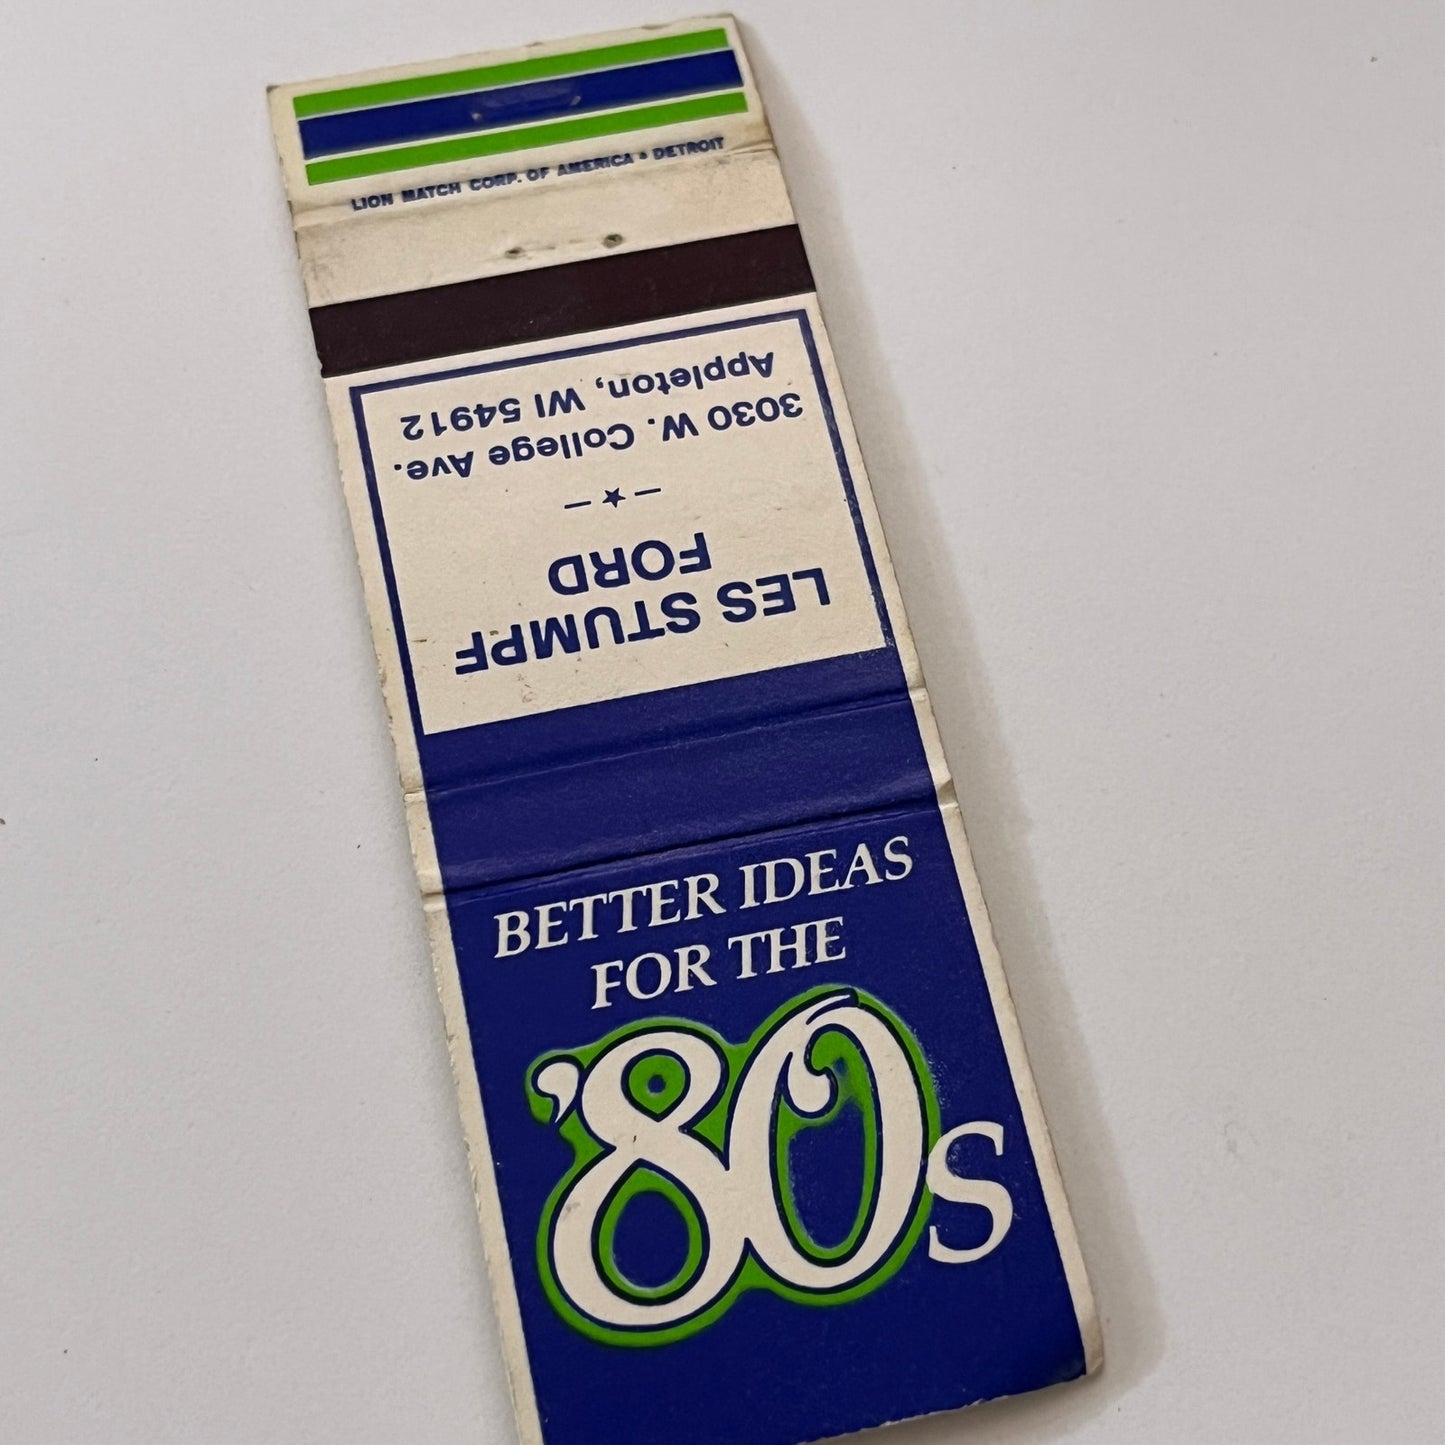 LION MATCH CORP. OF AMERICA • DETROIT
LES STUMPF
FORD
3030 W. College Ave.
Appleton, WI 54912
BETTER IDEAS
FOR THE
'80s